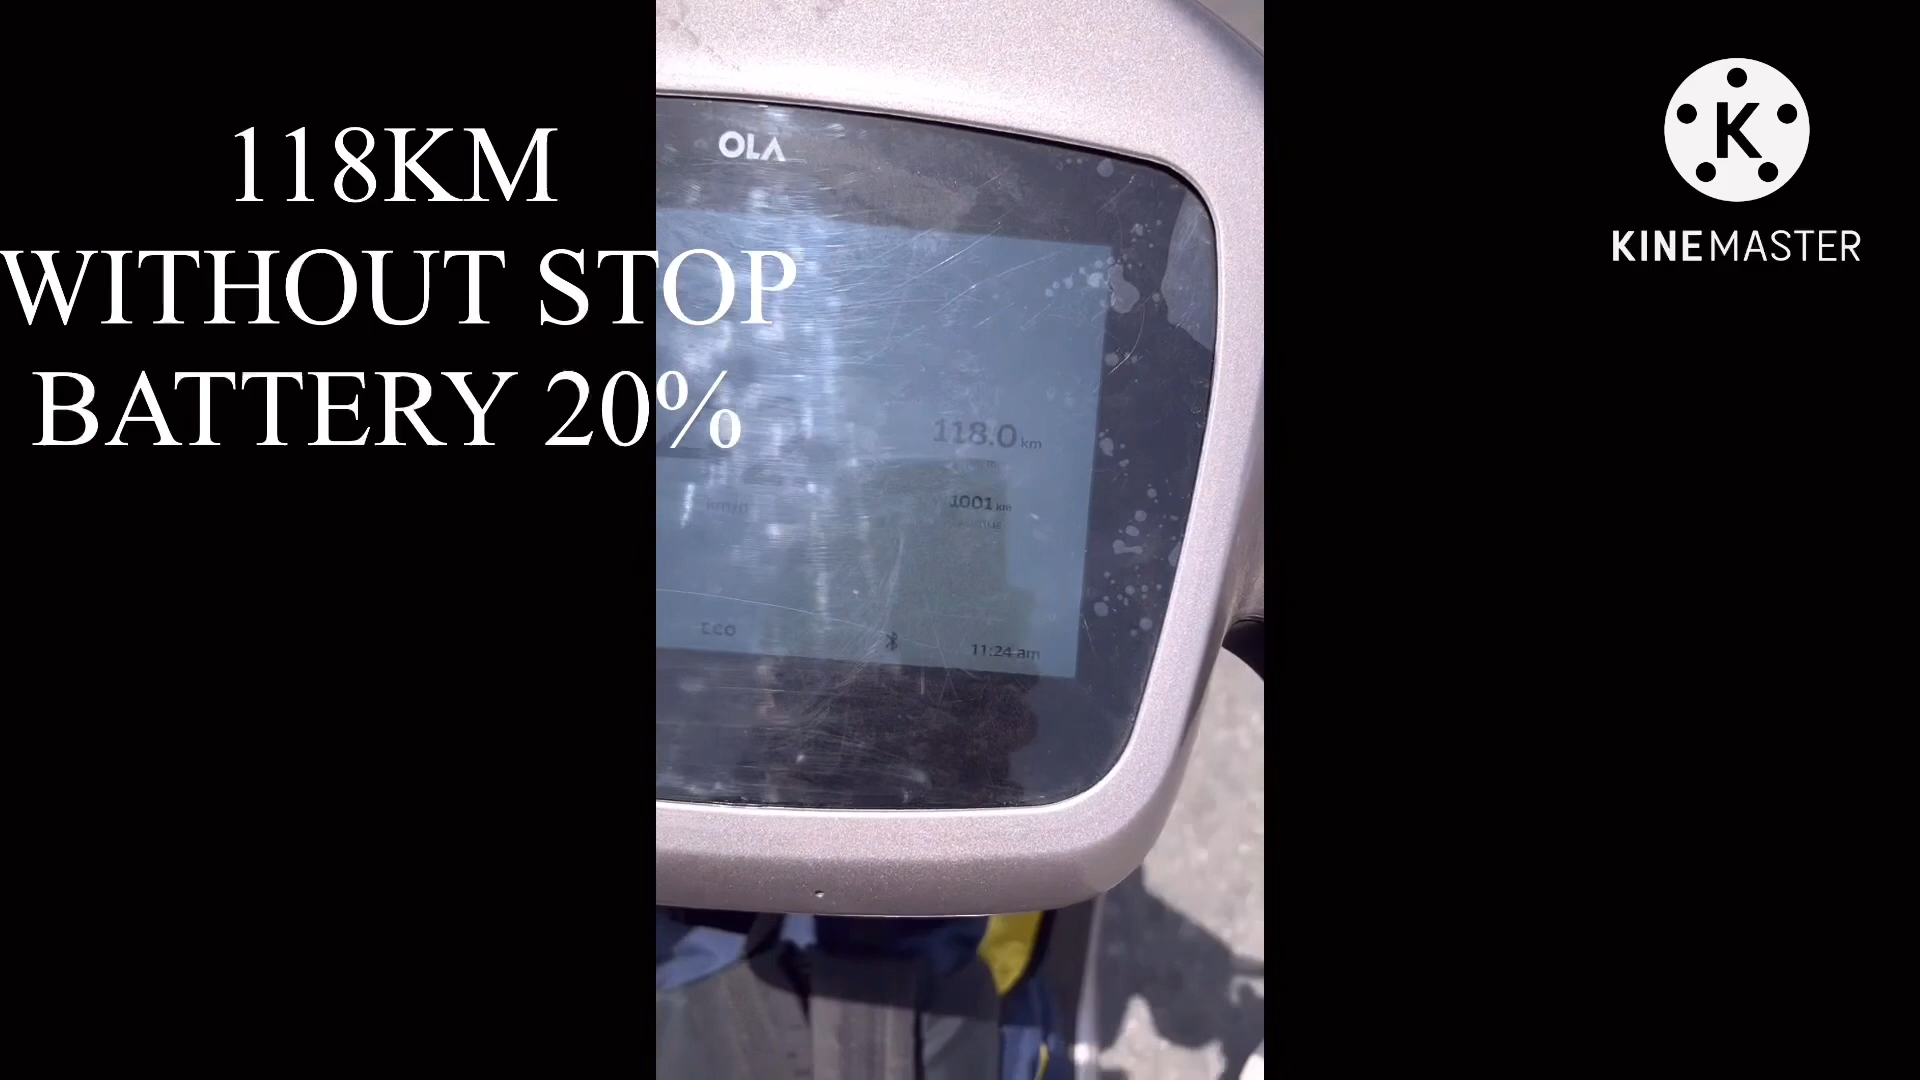 118KM
WITHOUT STOP
BATTERY 20%
KINEMASTER
OLA
118.0 km
1001 km
ECO
11:24 am